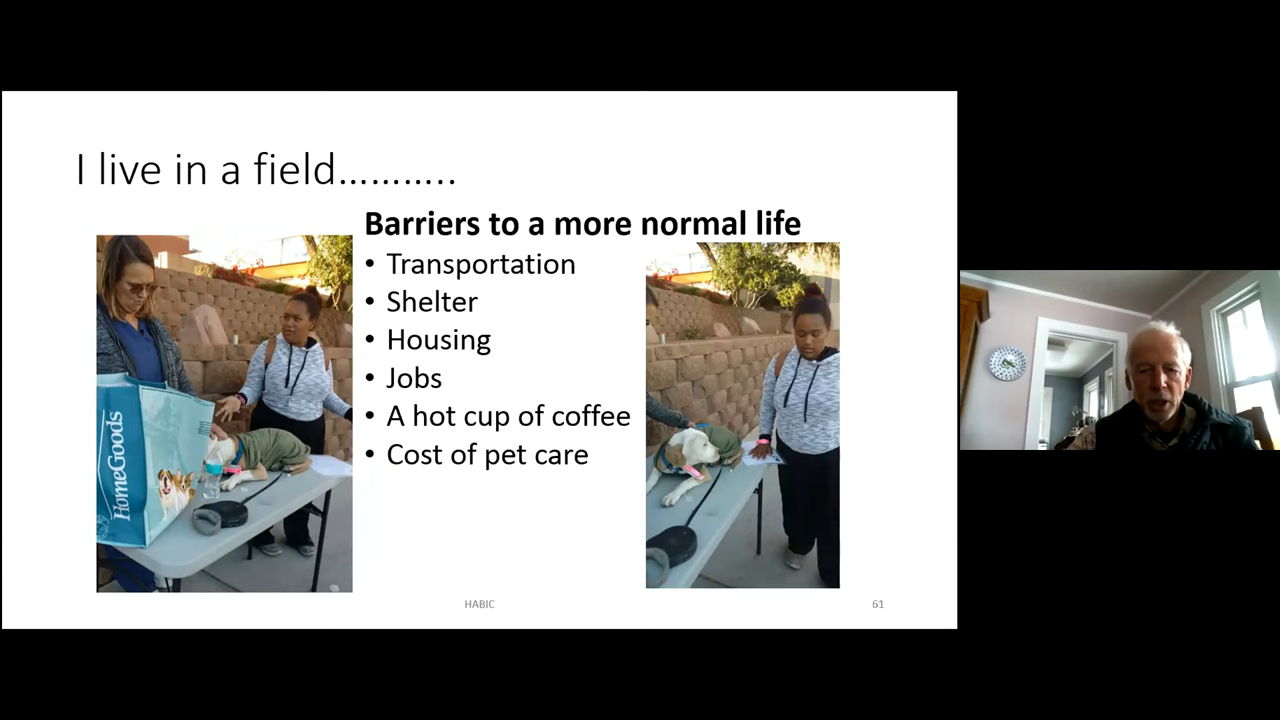 I live in a field………..
Barriers to a more normal life
• Transportation
• Shelter
• Housing
• Jobs
• A hot cup of coffee
• Cost of pet care
HomeGoods
HABIC
61